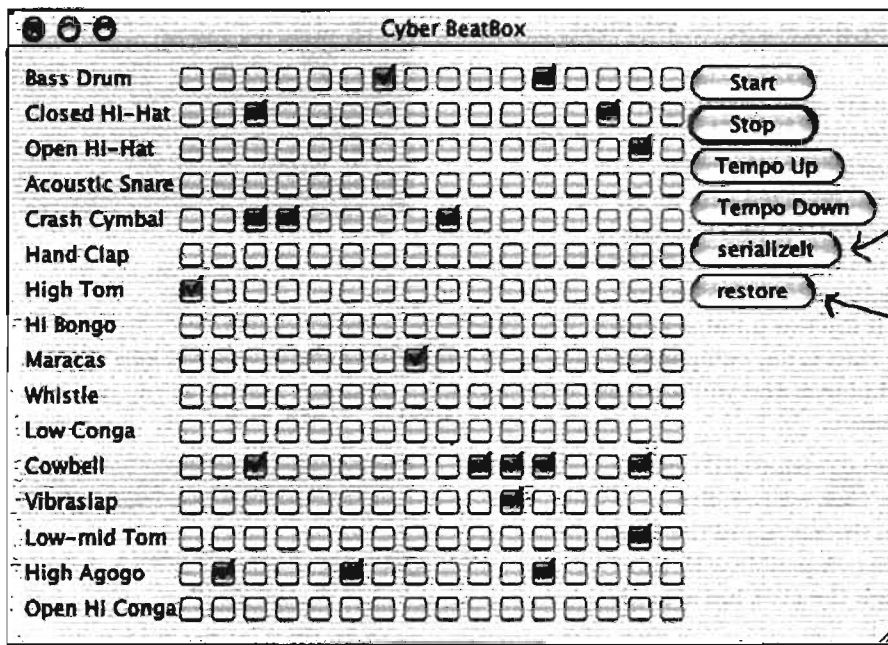 Cyber BeatBox
Bass Drum
Start
Closed Hi-Hat
Stop
Open Hi-Hat
Tempo Up
Acoustic Snare
Crash Cymbal
Tempo Down
Hand Clap
serializeIt
High Tom
restore
Hi Bongo
Maracas
Whistle
Low Conga
Cowbell
Vibraslap
Low-mid Tom
High Agogo
Open Hi Conga